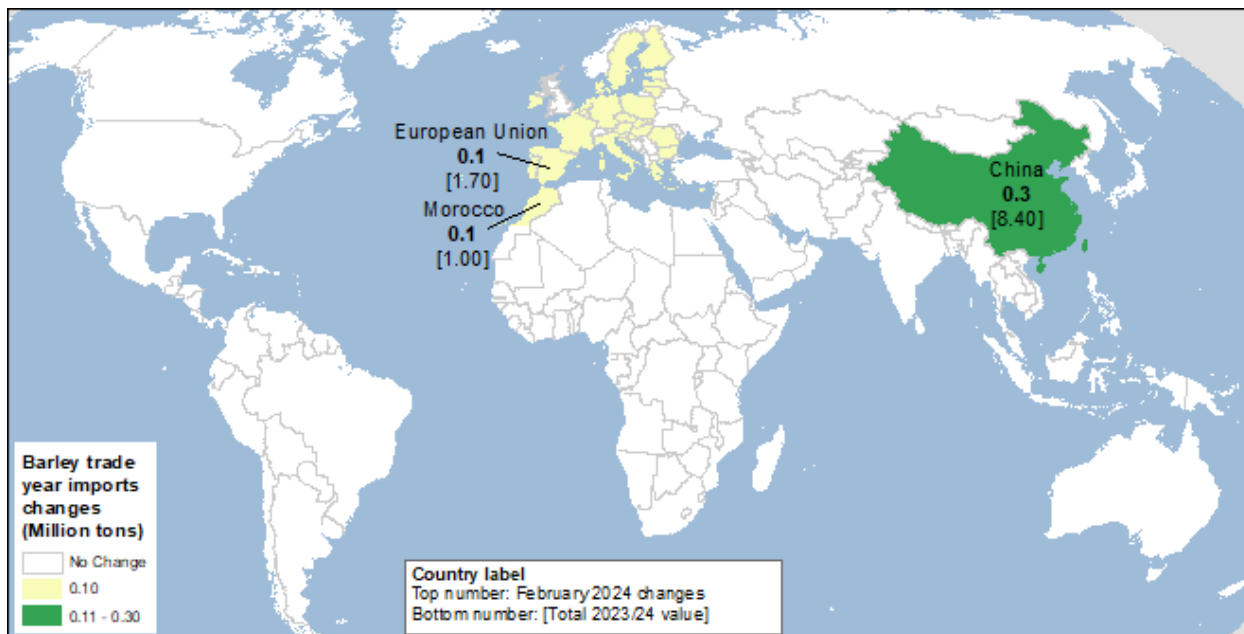 European Union
0.1
[1.70]
Morocco
0.1
[1.00]
China
0.3
[8.40]
Barley trade
year imports
changes
(Million tons)
No Change
0.10
0.11 - 0.30
Country label
Top number: February 2024 changes
Bottom number: [Total 2023/24 value]